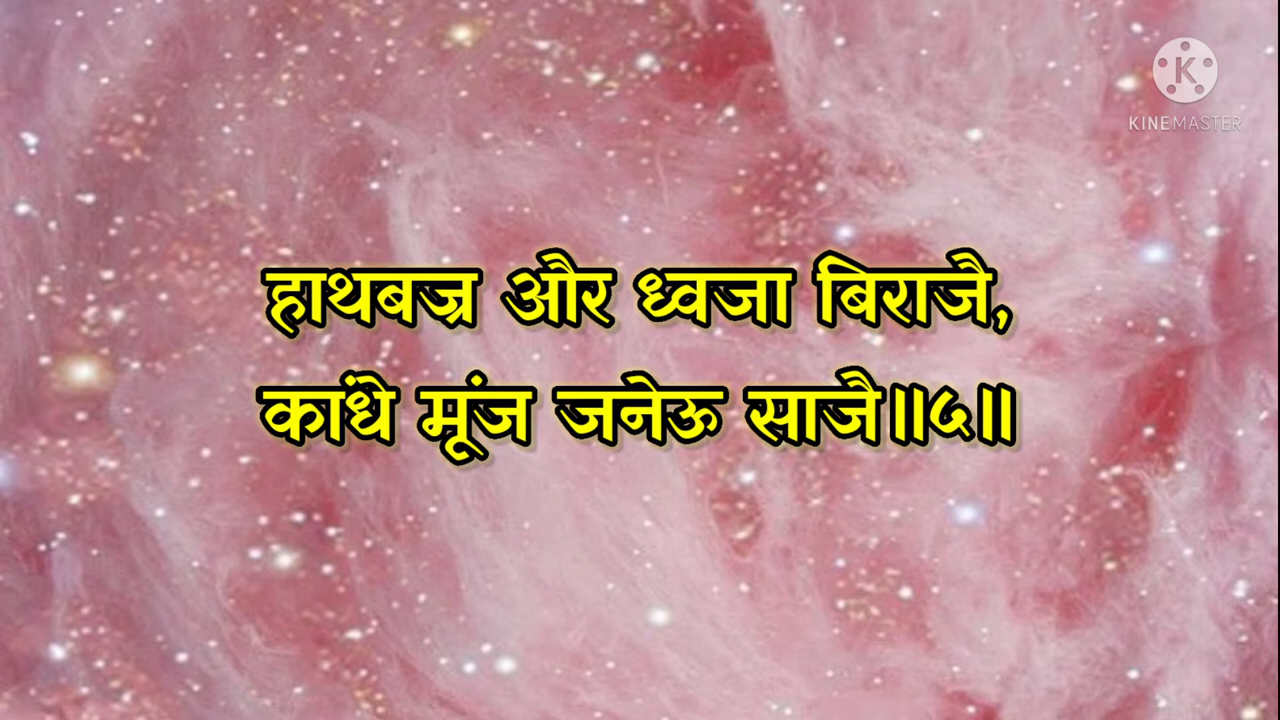 KINEMASTER
हाथबज्र और ध्वजा बिराजै,
कांधे मूंज जनेऊ साजै॥५॥